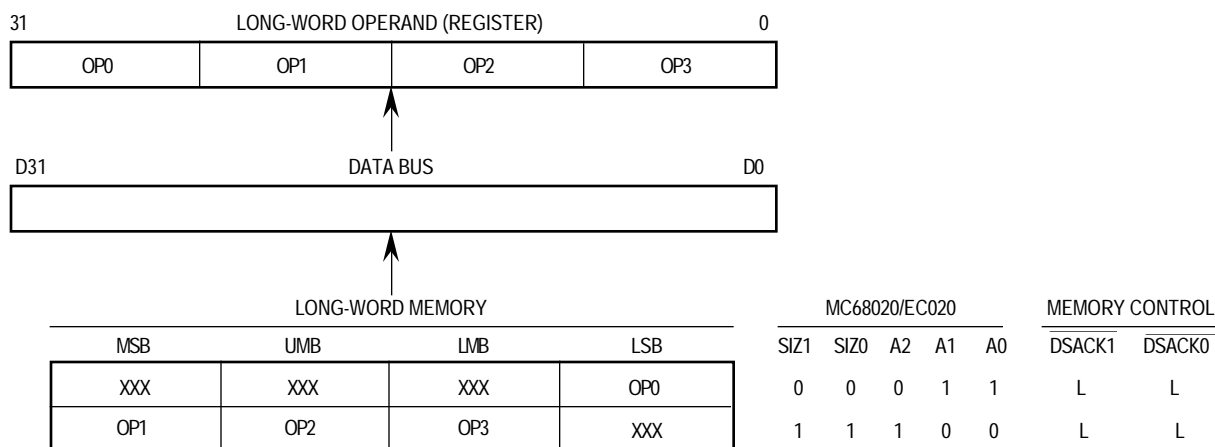 31 LONG-WORD OPERAND (REGISTER) 0
OP0 OP1 OP2 OP3
D31 DATA BUS D0
LONG-WORD MEMORY MC68020/EC020 MEMORY CONTROL
MSB UMB LMB LSB SIZ1 SIZ0 A2 A1 A0 DSACK1 DSACK0
XXX XXX XXX OP0 0 0 0 1 1 L L
OP1 OP2 OP3 XXX 1 1 1 0 0 L L